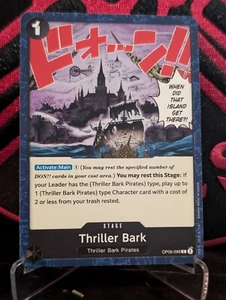 1
ドオォン!!
WHEN
DID
THAT
ISLAND
GET
THERE?!
Activate: Main ① (You may rest the specified number of
DON!! cards in your cost area.) You may rest this Stage: If
your Leader has the {Thriller Bark Pirates} type, play up to
1 {Thriller Bark Pirates} type Character card with a cost of
2 or less from your trash rested.
STAGE
Thriller Bark
Thriller Bark Pirates